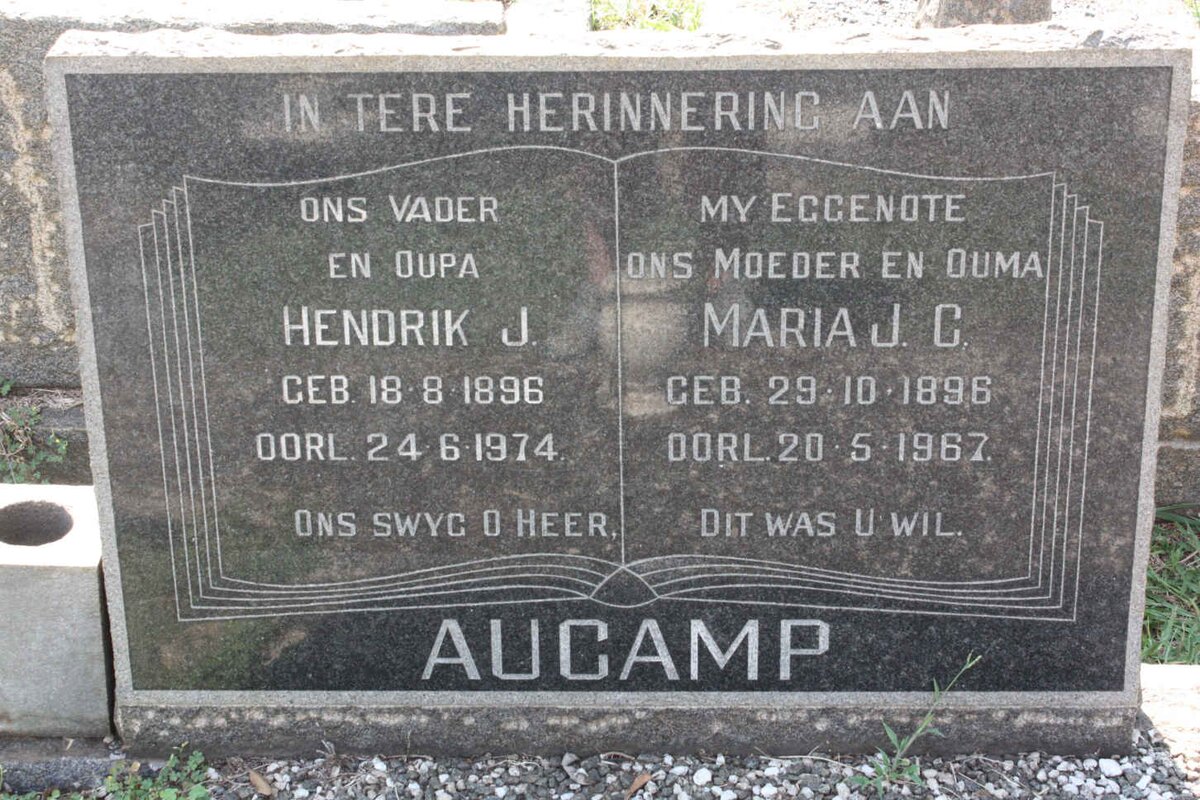 IN TERE HERINNERING AAN
ONS VADER
EN OUPA
HENDRIK J.
GEB. 18·8·1896
OORL. 24·6·1974.
ONS SWYG O HEER,
MY EGGENOTE
ONS MOEDER EN OUMA
MARIA J. C.
GEB. 29·10·1896
OORL. 20·5·1967.
DIT WAS U WIL.
AUCAMP